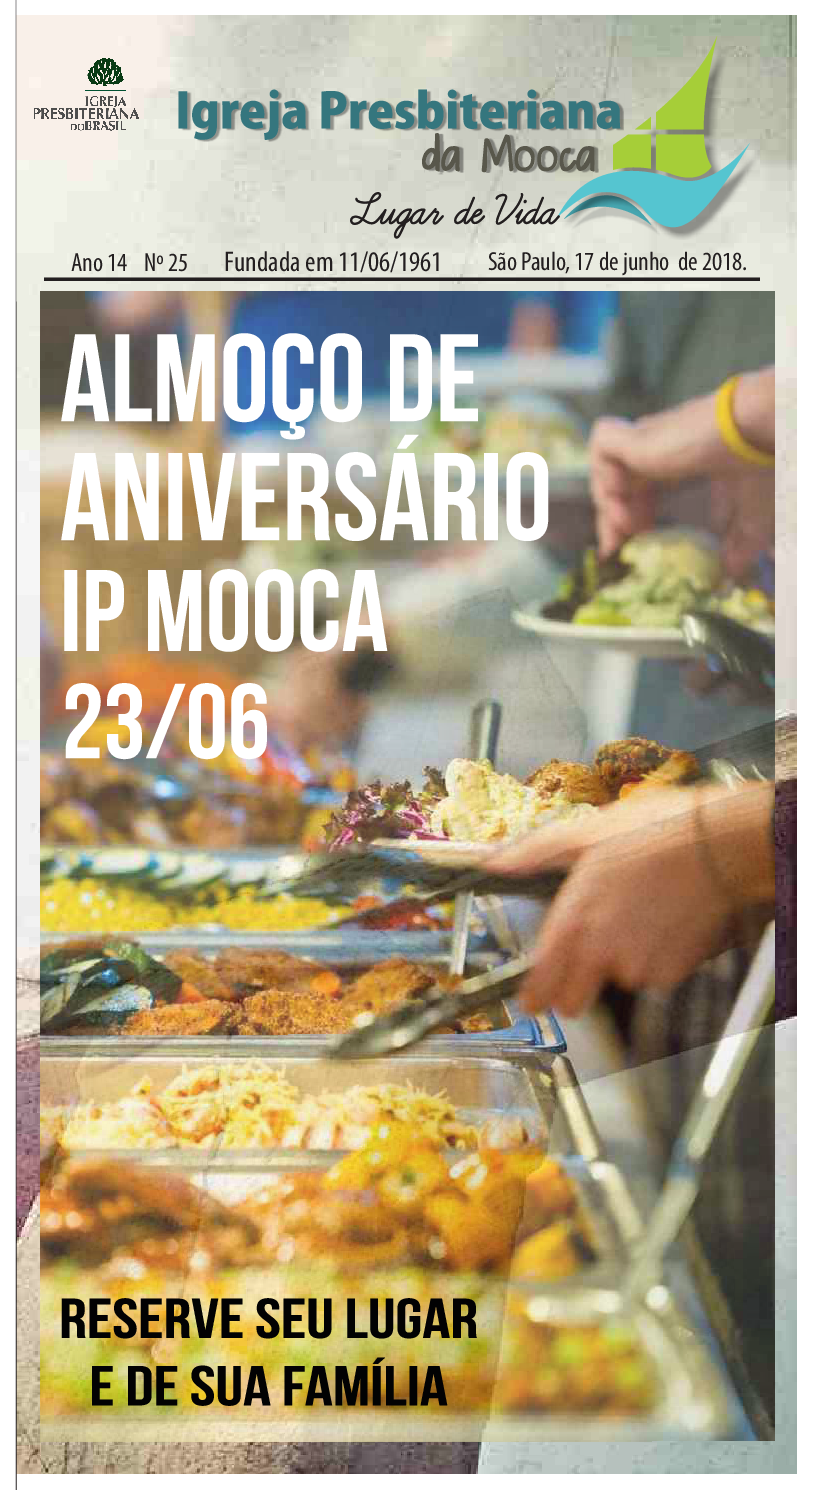 IGREJA
PRESBITERIANA
DO BRASIL
Igreja Presbiteriana
da Mooca
Lugar de Vida
Ano 14 Nº 25 Fundada em 11/06/1961 São Paulo, 17 de junho de 2018.
ALMOÇO DE
ANIVERSÁRIO
IP MOOCA
23/06
RESERVE SEU LUGAR
E DE SUA FAMÍLIA